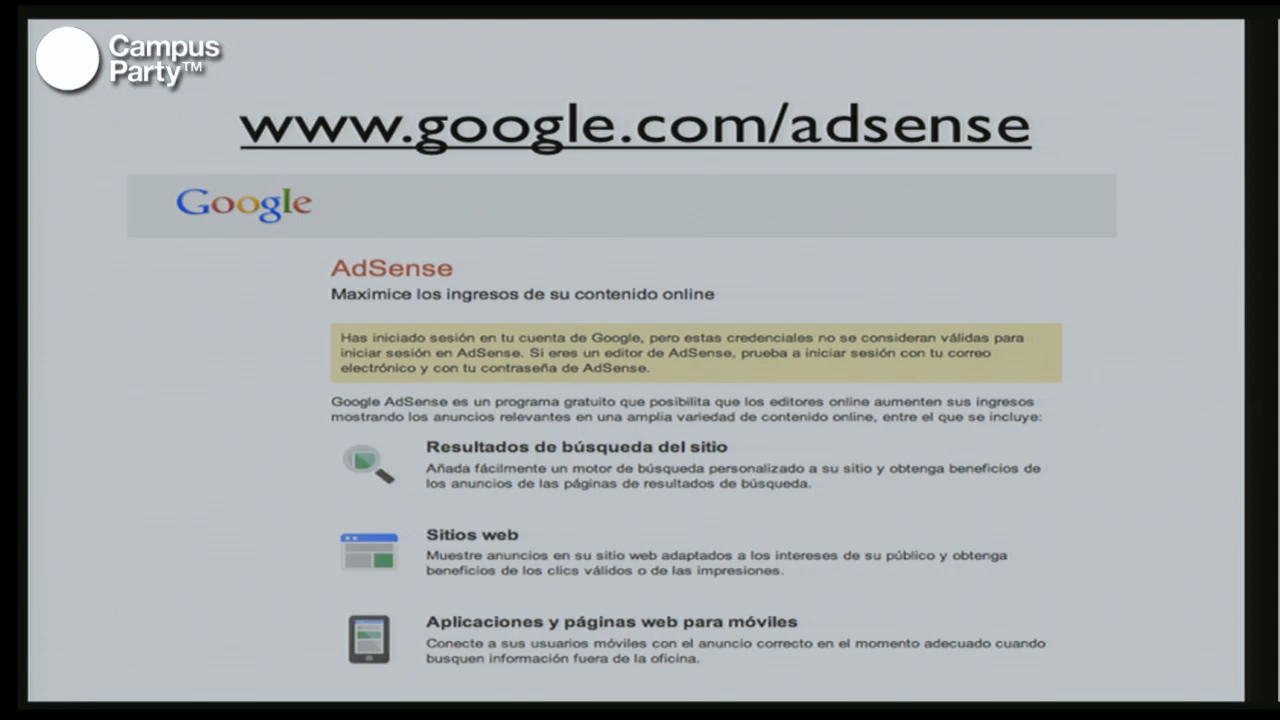 Campus
Party™
www.google.com/adsense
Google
AdSense
Maximice los ingresos de su contenido online
Has iniciado sesión en tu cuenta de Google, pero estas credenciales no se consideran válidas para
iniciar sesión en AdSense. Si eres un editor de AdSense, prueba a iniciar sesión con tu correo
electrónico y con tu contraseña de AdSense.
Google AdSense es un programa gratuito que posibilita que los editores online aumenten sus ingresos
mostrando los anuncios relevantes en una amplia variedad de contenido online, entre el que se incluye:
Resultados de búsqueda del sitio
Añada fácilmente un motor de búsqueda personalizado a su sitio y obtenga beneficios de
los anuncios de las páginas de resultados de búsqueda.
Sitios web
Muestre anuncios en su sitio web adaptados a los intereses de su público y obtenga
beneficios de los clics válidos o de las impresiones.
Aplicaciones y páginas web para móviles
Conecte a sus usuarios móviles con el anuncio correcto en el momento adecuado cuando
busquen información fuera de la oficina.